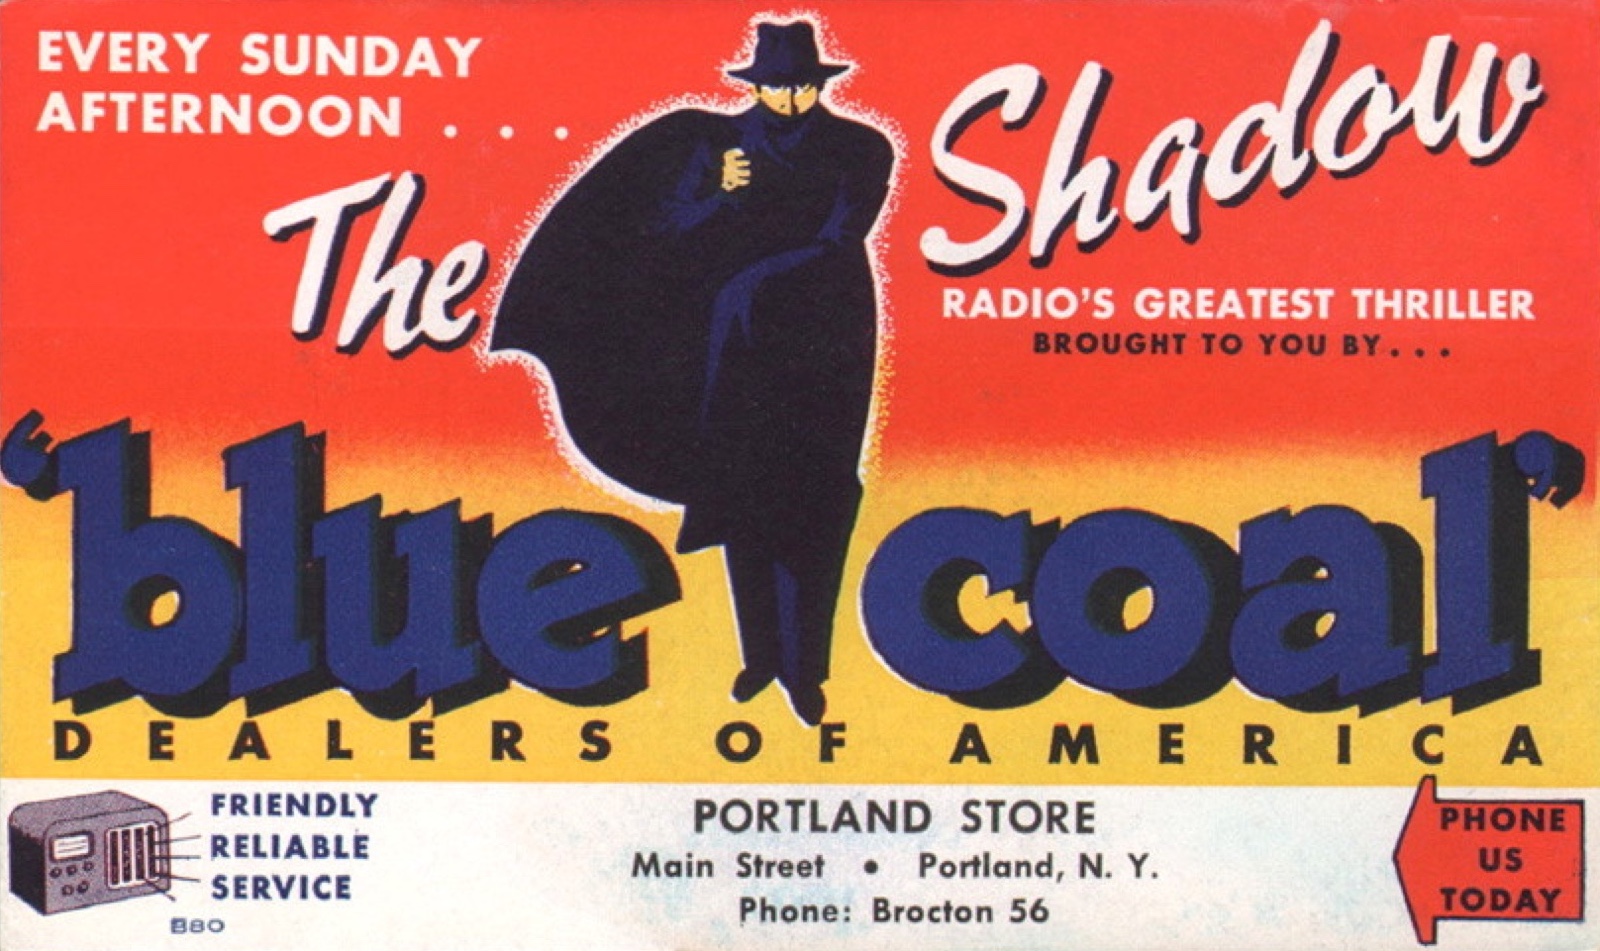 EVERY SUNDAY
AFTERNOON . . .
The Shadow
RADIO'S GREATEST THRILLER
BROUGHT TO YOU BY . . .
“blue coal”
DEALERS OF AMERICA
FRIENDLY
RELIABLE
SERVICE
PORTLAND STORE
Main Street • Portland, N. Y.
Phone: Brocton 56
PHONE
US
TODAY